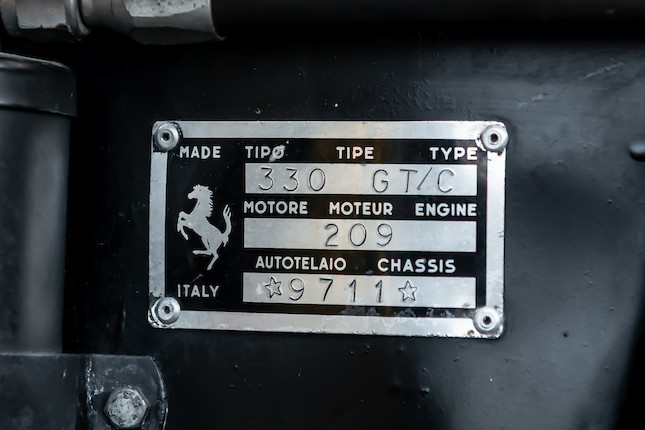 MADE TIPO TIPE TYPE
330 GT/C
MOTORE MOTEUR ENGINE
209
AUTOTELAIO CHASSIS
ITALY ☆9711☆